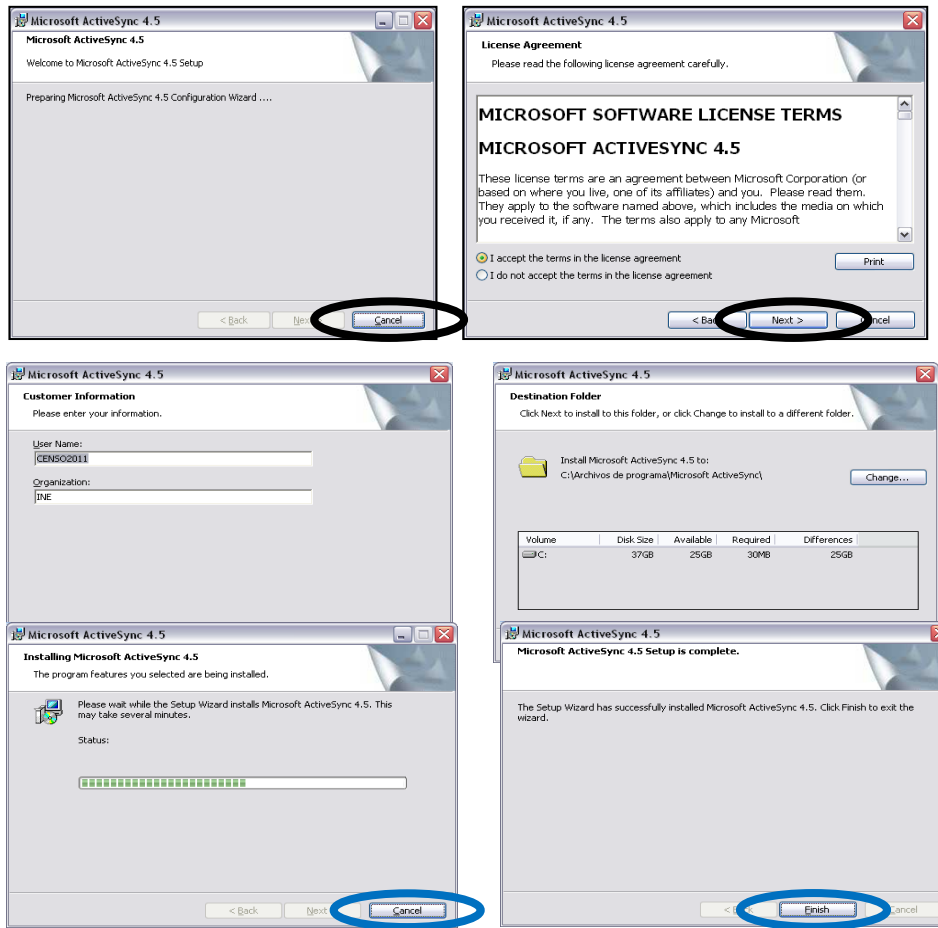 Microsoft ActiveSync 4.5
Microsoft ActiveSync 4.5
Welcome to Microsoft ActiveSync 4.5 Setup
Preparing Microsoft ActiveSync 4.5 Configuration Wizard ....
< Back
Cancel
Microsoft ActiveSync 4.5
License Agreement
Please read the following license agreement carefully.
MICROSOFT SOFTWARE LICENSE TERMS
MICROSOFT ACTIVESYNC 4.5
These license terms are an agreement between Microsoft Corporation (or
based on where you live, one of its affiliates) and you. Please read them.
They apply to the software named above, which includes the media on which
you received it, if any. The terms also apply to any Microsoft
I accept the terms in the license agreement
Print
I do not accept the terms in the license agreement
Next >
Microsoft ActiveSync 4.5
Customer Information
Please enter your information.
User Name:
CENSO2011
Organization:
INE
Microsoft ActiveSync 4.5
Destination Folder
Click Next to install to this folder, or click Change to install to a different folder.
Install Microsoft ActiveSync 4.5 to:
C:\Archivos de programa\Microsoft ActiveSync\
Change...
Volume Disk Size Available Required Differences
C: 37GB 25GB 30MB 25GB
Microsoft ActiveSync 4.5
Installing Microsoft ActiveSync 4.5
The program features you selected are being installed.
Please wait while the Setup Wizard installs Microsoft ActiveSync 4.5. This
may take several minutes.
Status:
< Back Next
Cancel
Microsoft ActiveSync 4.5
Microsoft ActiveSync 4.5 Setup is complete.
The Setup Wizard has successfully installed Microsoft ActiveSync 4.5. Click Finish to exit the
wizard.
Finish
Cancel